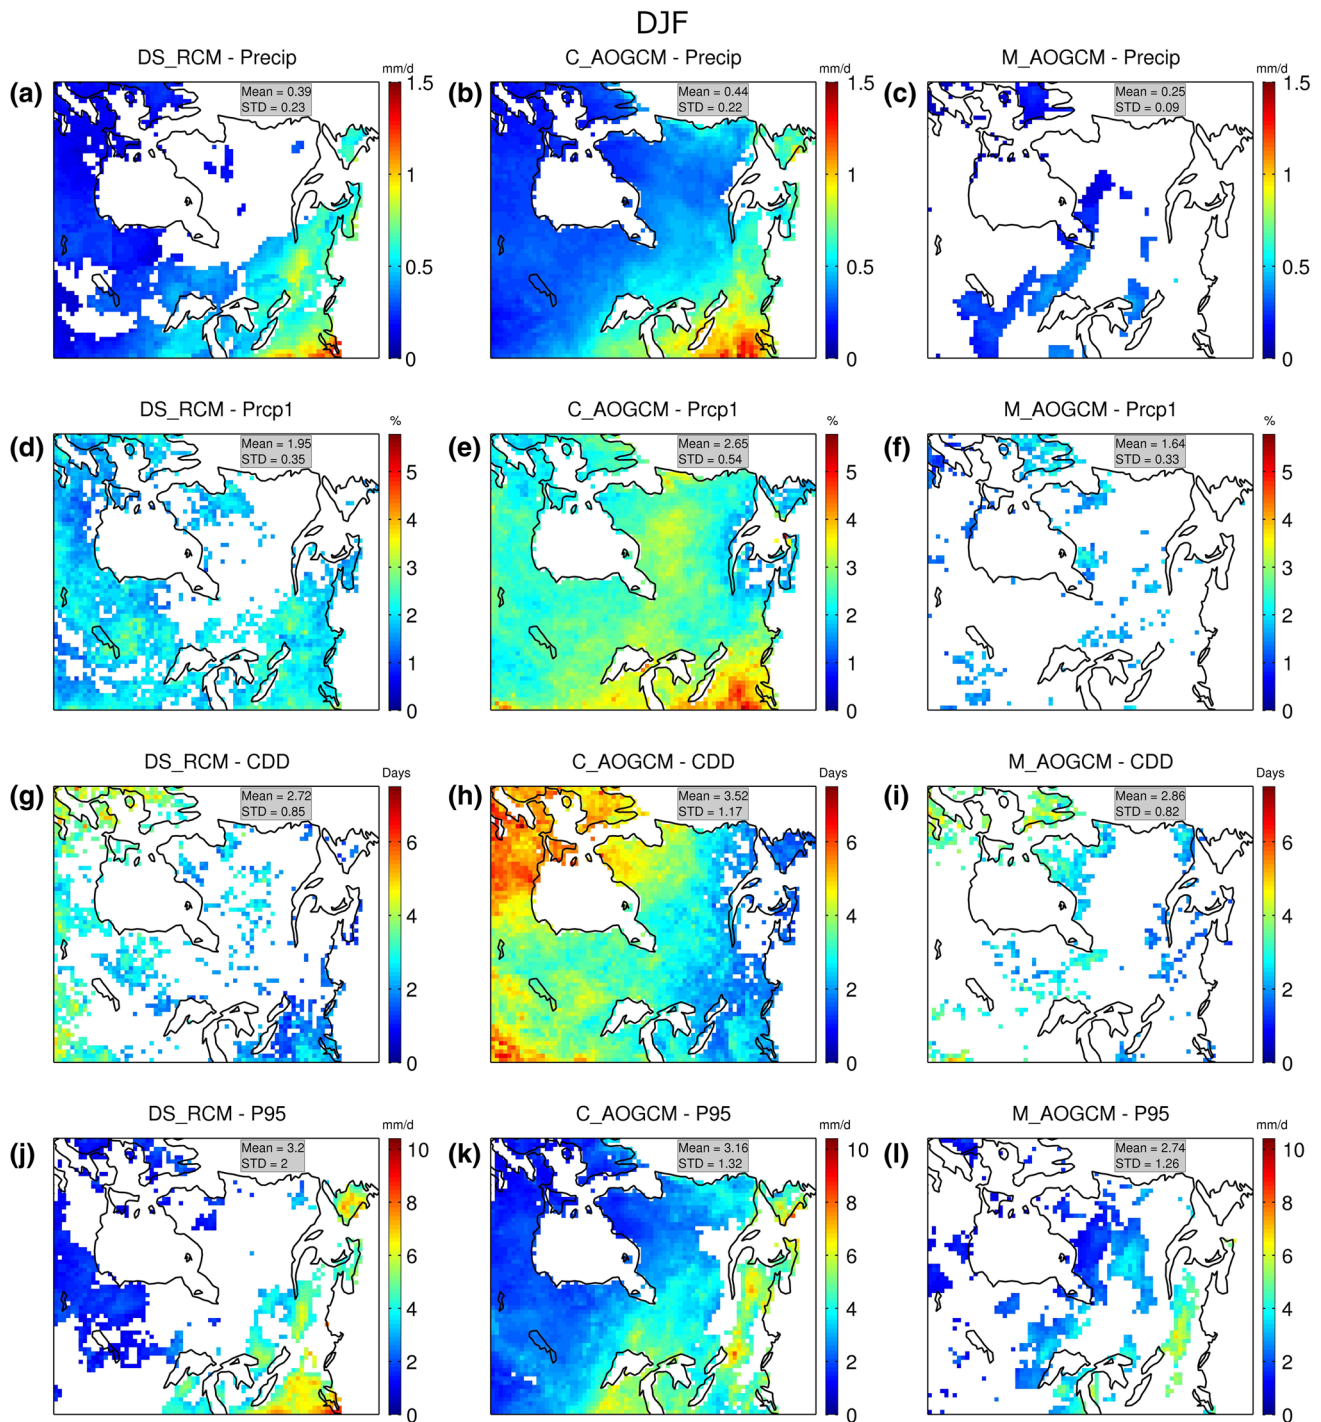 DJF
DS_RCM - Precip
C_AOGCM - Precip
M_AOGCM - Precip
(a)
mm/d
Mean = 0.39
STD = 0.23
1.5
1
0.5
0
(b)
mm/d
Mean = 0.44
STD = 0.22
1.5
1
0.5
0
(c)
mm/d
Mean = 0.25
STD = 0.09
1.5
1
0.5
0
DS_RCM - Prcp1
C_AOGCM - Prcp1
M_AOGCM - Prcp1
(d)
%
Mean = 1.95
STD = 0.35
5
4
3
2
1
0
(e)
%
Mean = 2.65
STD = 0.54
5
4
3
2
1
0
(f)
%
Mean = 1.64
STD = 0.33
5
4
3
2
1
0
DS_RCM - CDD
C_AOGCM - CDD
M_AOGCM - CDD
(g)
Days
Mean = 2.72
STD = 0.85
6
4
2
0
(h)
Days
Mean = 3.52
STD = 1.17
6
4
2
0
(i)
Days
Mean = 2.86
STD = 0.82
6
4
2
0
DS_RCM - P95
C_AOGCM - P95
M_AOGCM - P95
(j)
mm/d
Mean = 3.2
STD = 2
10
8
6
4
2
0
(k)
mm/d
Mean = 3.16
STD = 1.32
10
8
6
4
2
0
(l)
mm/d
Mean = 2.74
STD = 1.26
10
8
6
4
2
0